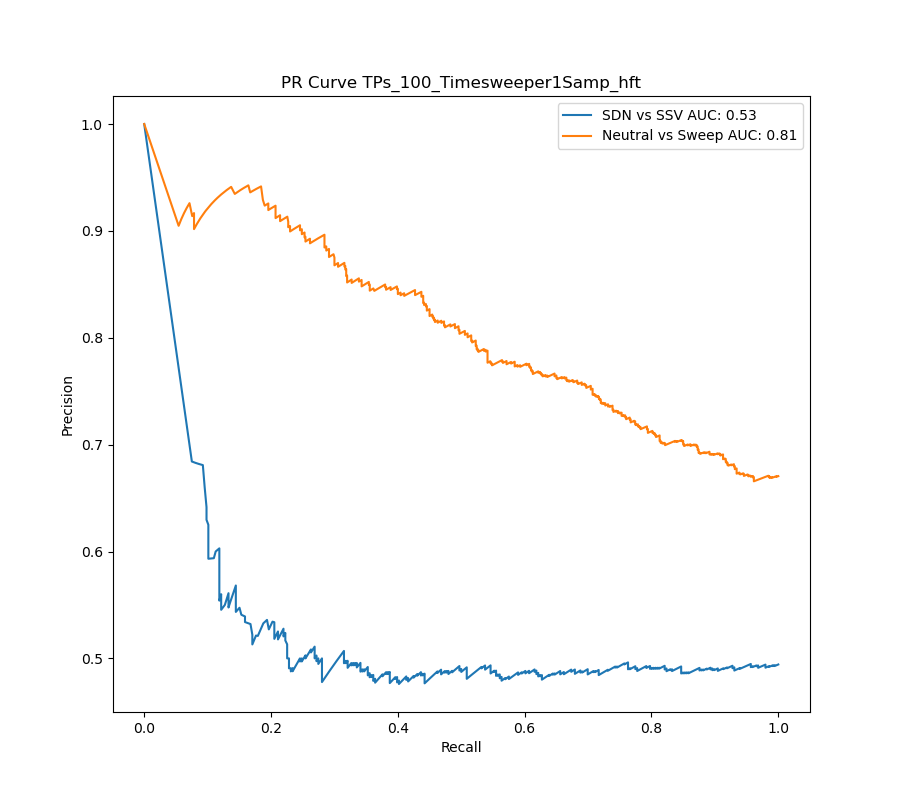 PR Curve TPs_100_Timesweeper1Samp_hft
SDN vs SSV AUC: 0.53
Neutral vs Sweep AUC: 0.81
1.0
0.9
0.8
0.7
0.6
0.5
Precision
0.0
0.2
0.4
0.6
0.8
1.0
Recall